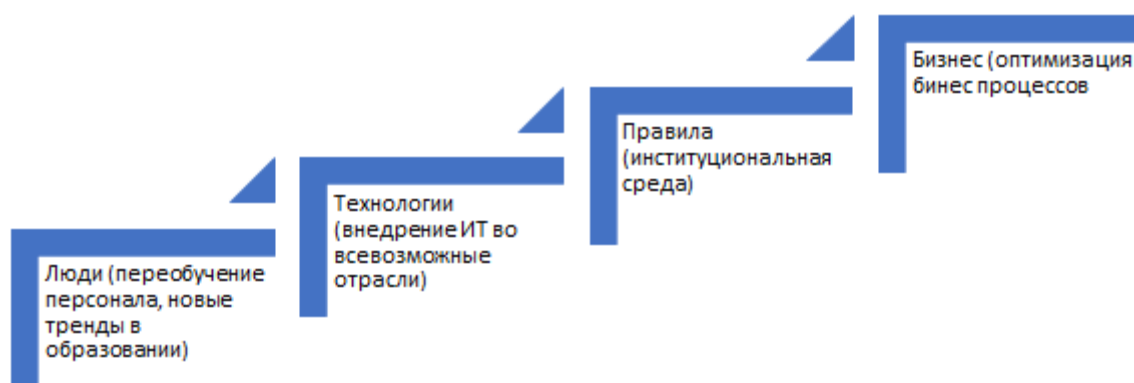 Люди (переобучение
персонала, новые
тренды в
образовании)
Технологии
(внедрение ИТ во
всевозможные
отрасли)
Правила
(институциональная
среда)
Бизнес (оптимизация
бинес процессов